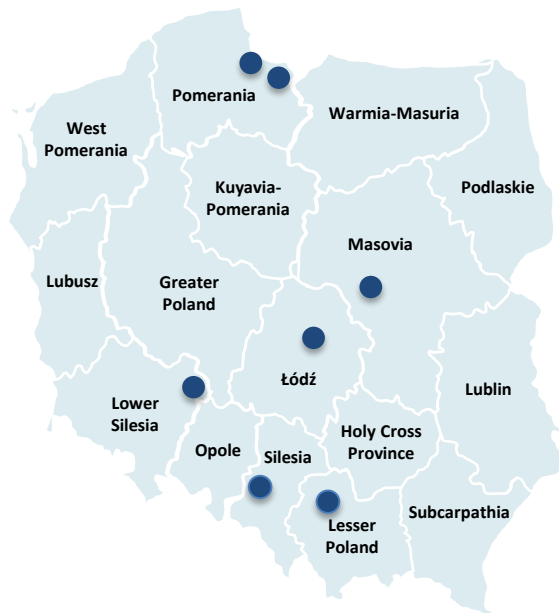 Pomerania
Warmia-Masuria
West
Pomerania
Kuyavia-
Pomerania
Podlaskie
Masovia
Lubusz
Greater
Poland
Łódź
Lublin
Lower
Silesia
Holy Cross
Province
Opole
Silesia
Subcarpathia
Lesser
Poland